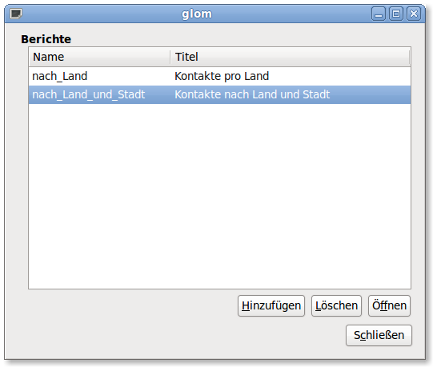 glom
Berichte
Name Titel
nach_Land Kontakte pro Land
nach_Land_und_Stadt Kontakte nach Land und Stadt
Hinzufügen Löschen Öffnen
Schließen